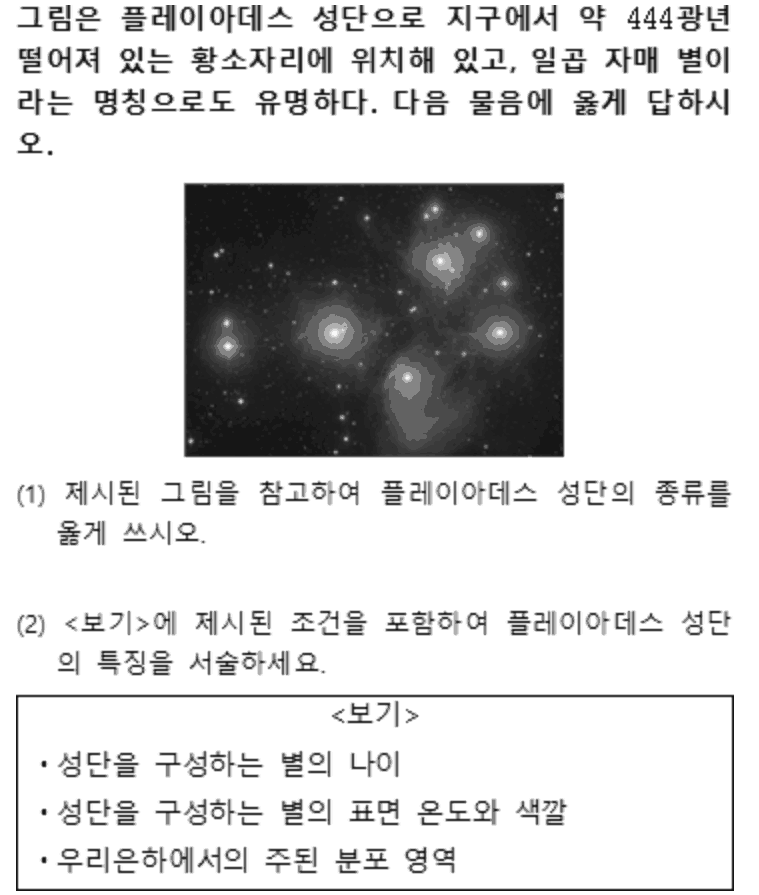 그림은 플레이아데스 성단으로 지구에서 약 444광년
떨어져 있는 황소자리에 위치해 있고, 일곱 자매 별이
라는 명칭으로도 유명하다. 다음 물음에 옳게 답하시
오.
(1) 제시된 그림을 참고하여 플레이아데스 성단의 종류를
옳게 쓰시오.
(2) <보기>에 제시된 조건을 포함하여 플레이아데스 성단
의 특징을 서술하세요.
<보기>
• 성단을 구성하는 별의 나이
• 성단을 구성하는 별의 표면 온도와 색깔
• 우리은하에서의 주된 분포 영역